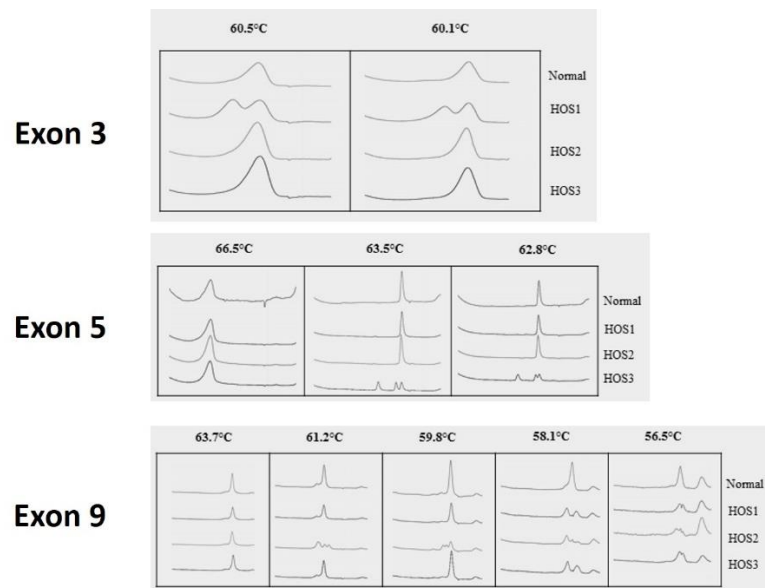 60.5°C 60.1°C
Exon 3
Normal
HOS1
HOS2
HOS3
66.5°C 63.5°C 62.8°C
Exon 5
Normal
HOS1
HOS2
HOS3
63.7°C 61.2°C 59.8°C 58.1°C 56.5°C
Exon 9
Normal
HOS1
HOS2
HOS3